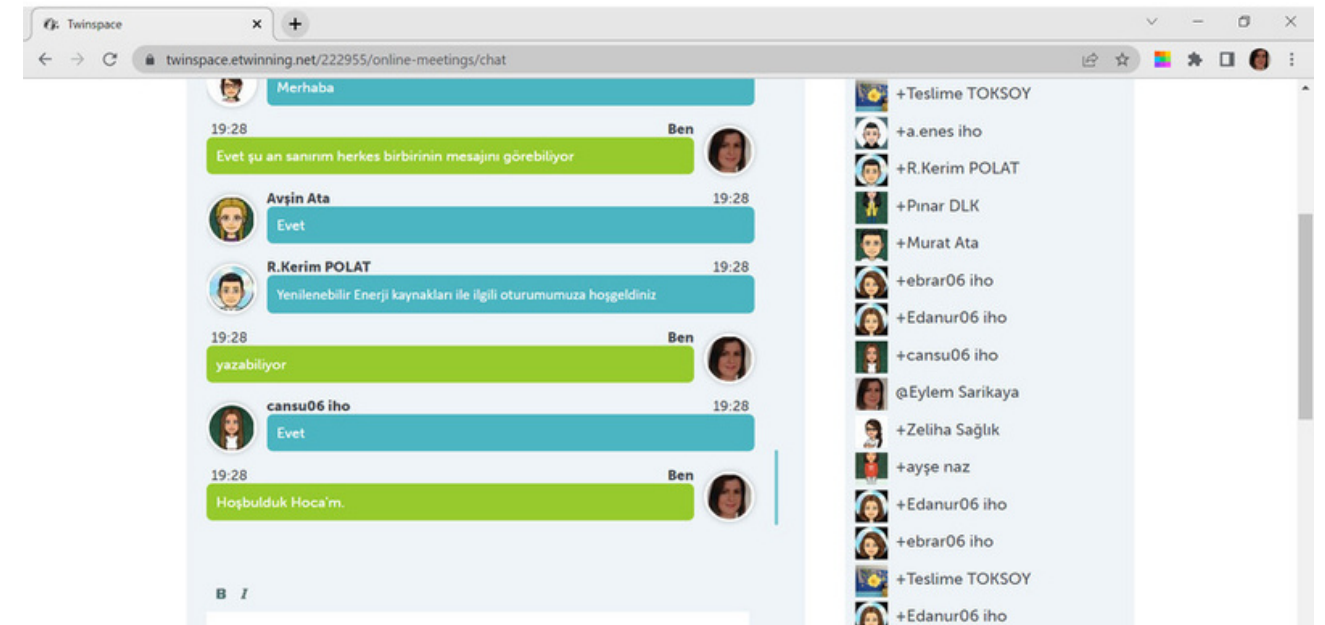 Twinspace
twinspace.etwinning.net/222955/online-meetings/chat
Merhaba
19:28 Ben
Evet şu an sanırım herkes birbirinin mesajını görebiliyor
Avşin Ata 19:28
Evet
R.Kerim POLAT 19:28
Yenilenebilir Enerji kaynakları ile ilgili oturumumuza hoşgeldiniz
19:28 Ben
yazabiliyor
cansu06 iho 19:28
Evet
19:28 Ben
Hoşbulduk Hoca'm.
B I
+Teslime TOKSOY
+a.enes iho
+R.Kerim POLAT
+Pınar DLK
+Murat Ata
+ebrar06 iho
+Edanur06 iho
+cansu06 iho
@Eylem Sarikaya
+Zeliha Sağlık
+ayşe naz
+Edanur06 iho
+ebrar06 iho
+Teslime TOKSOY
+Edanur06 iho